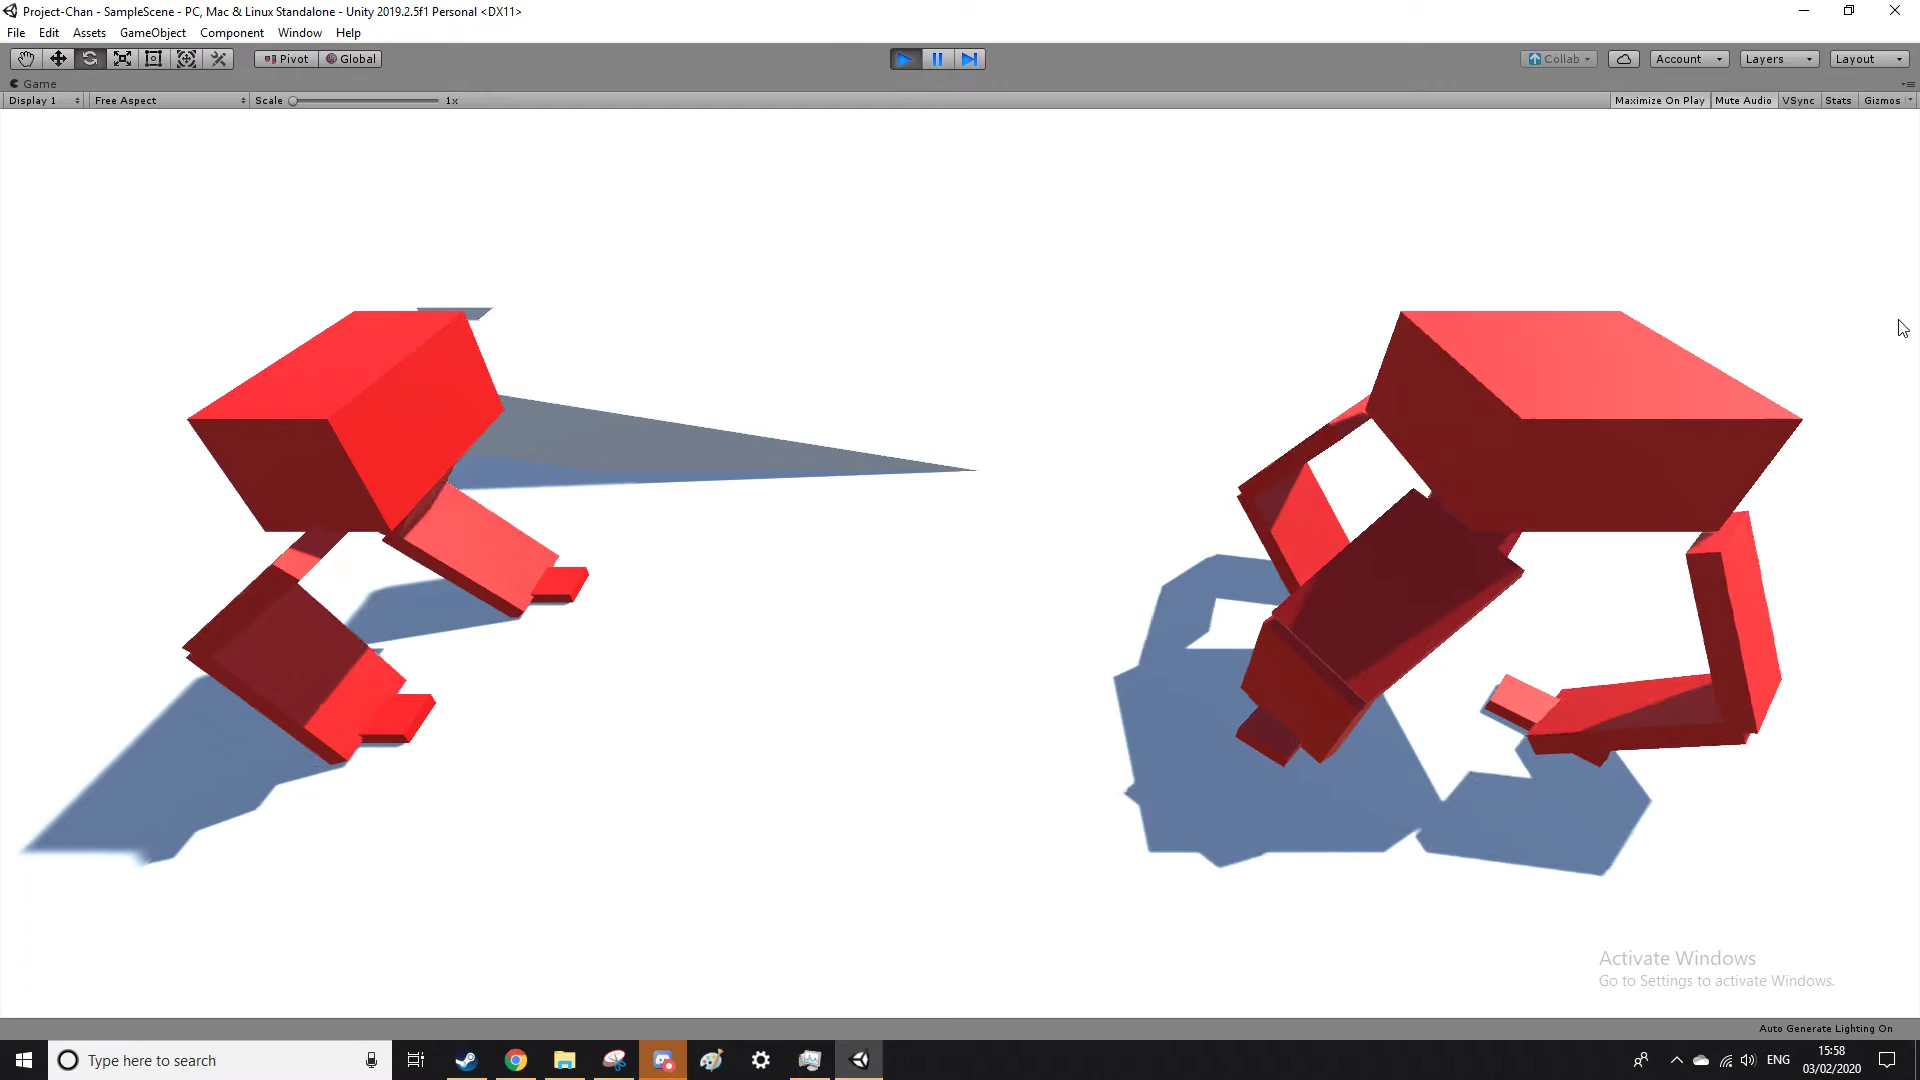 Project-Chan - SampleScene - PC, Mac & Linux Standalone - Unity 2019.2.5f1 Personal <DX11>
File Edit Assets GameObject Component Window Help
Pivot Global Collab Account Layers Layout
Game
Display 1 Free Aspect Scale 1x Maximize On Play Mute Audio VSync Stats Gizmos
Activate Windows
Go to Settings to activate Windows.
Auto Generate Lighting On
Type here to search
ENG
15:58
03/02/2020